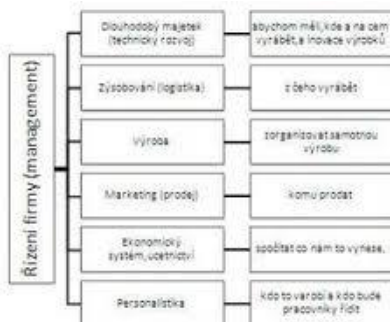 Řízení firmy (management)
Dlouhodobý majetek
(technický rozvoj)
abychom měli,kde a na čem
vyrábět,a inovace výrobků
Zýsobování (logistika)
z čeho vyrábět
Výroba
zorganizovat samotnou
výrobu
Marketing (prodej)
komu prodat
Ekonomický
systém,účetnictví
spočítat co nám to vynese,
Personalistika
kdo to varobí a kdo bude
pracovníky řídit